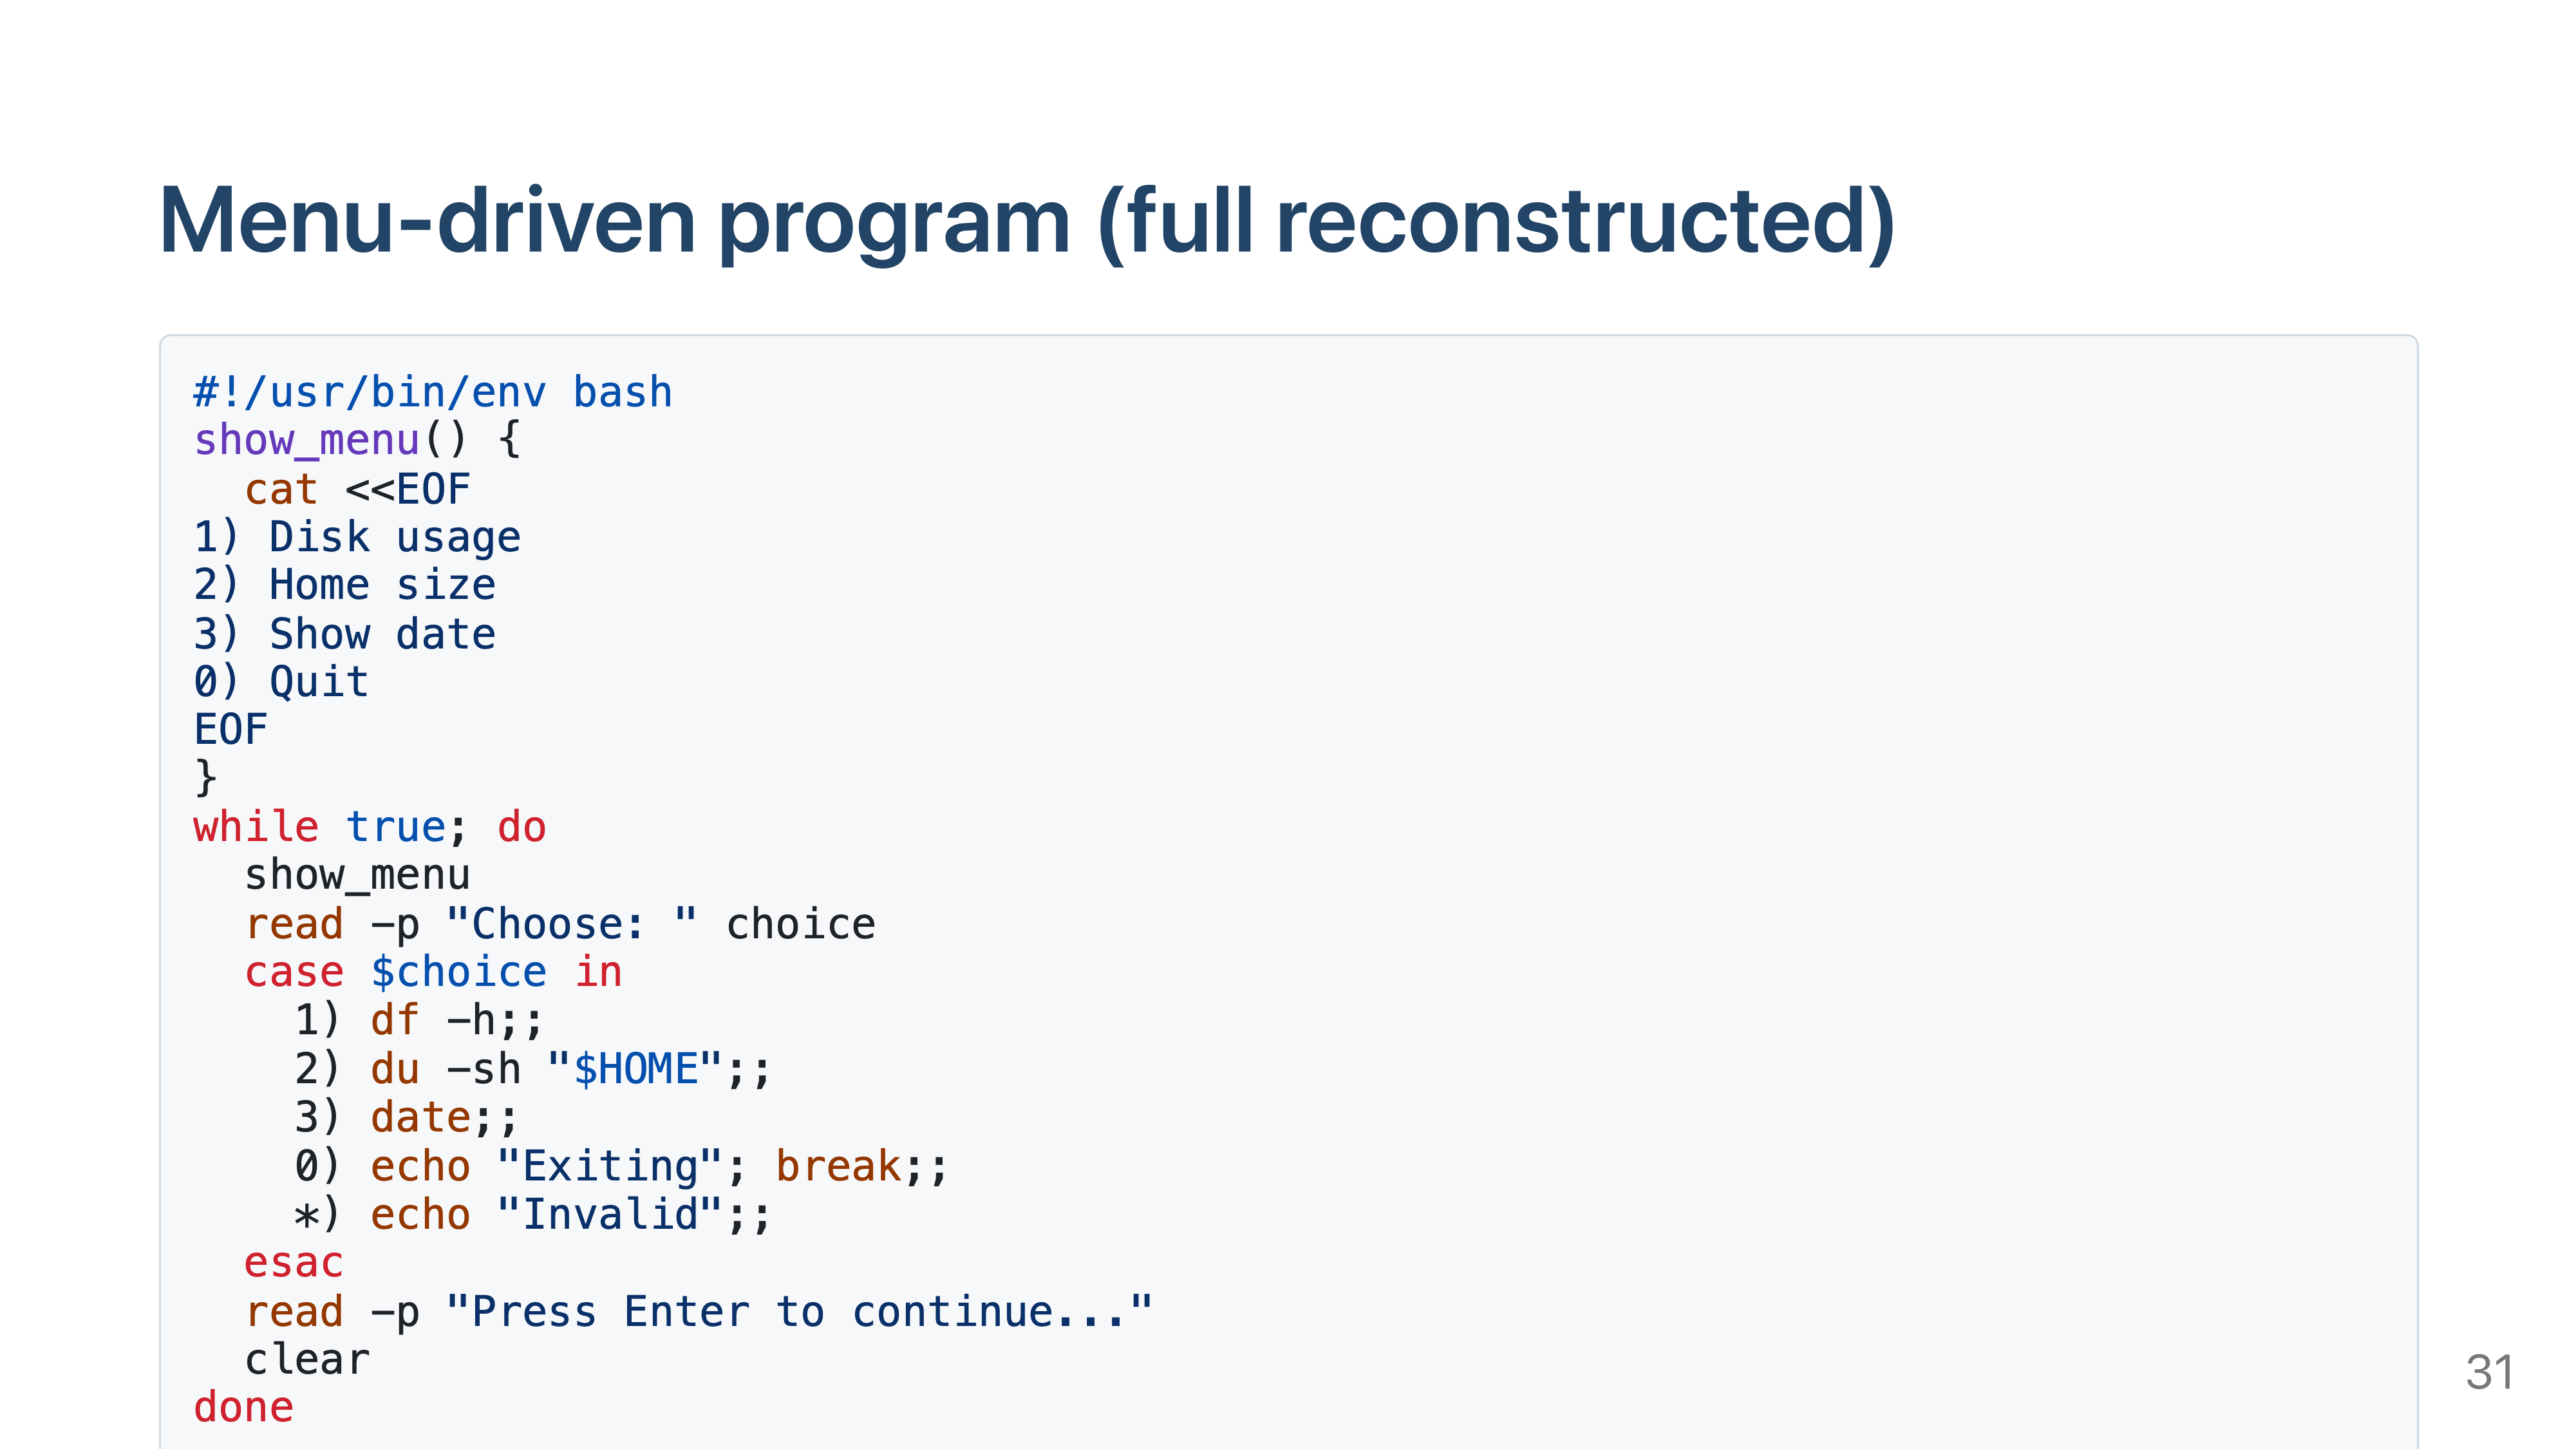 Menu-driven program (full reconstructed)
#!/usr/bin/env bash
show_menu() {
  cat <<EOF
1) Disk usage
2) Home size
3) Show date
0) Quit
EOF
}
while true; do
  show_menu
  read -p "Choose: " choice
  case $choice in
    1) df -h;;
    2) du -sh "$HOME";;
    3) date;;
    0) echo "Exiting"; break;;
    *) echo "Invalid";;
  esac
  read -p "Press Enter to continue..."
  clear
done
31